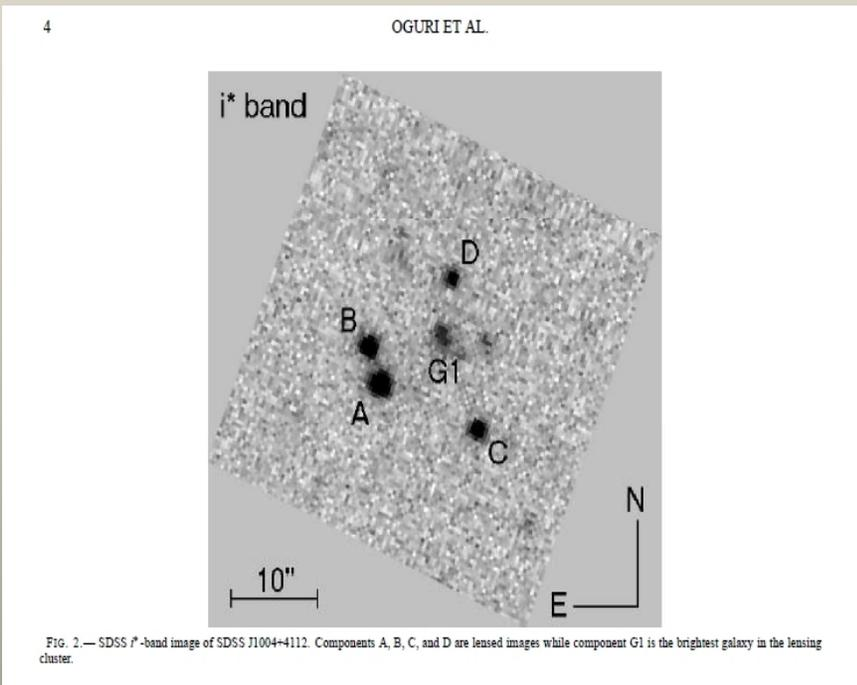 4
OGURI ET AL.
i* band
D
B
G1
A
C
N
10"
E
FIG. 2.— SDSS i*-band image of SDSS J1004+4112. Components A, B, C, and D are lensed images while component G1 is the brightest galaxy in the lensing
cluster.